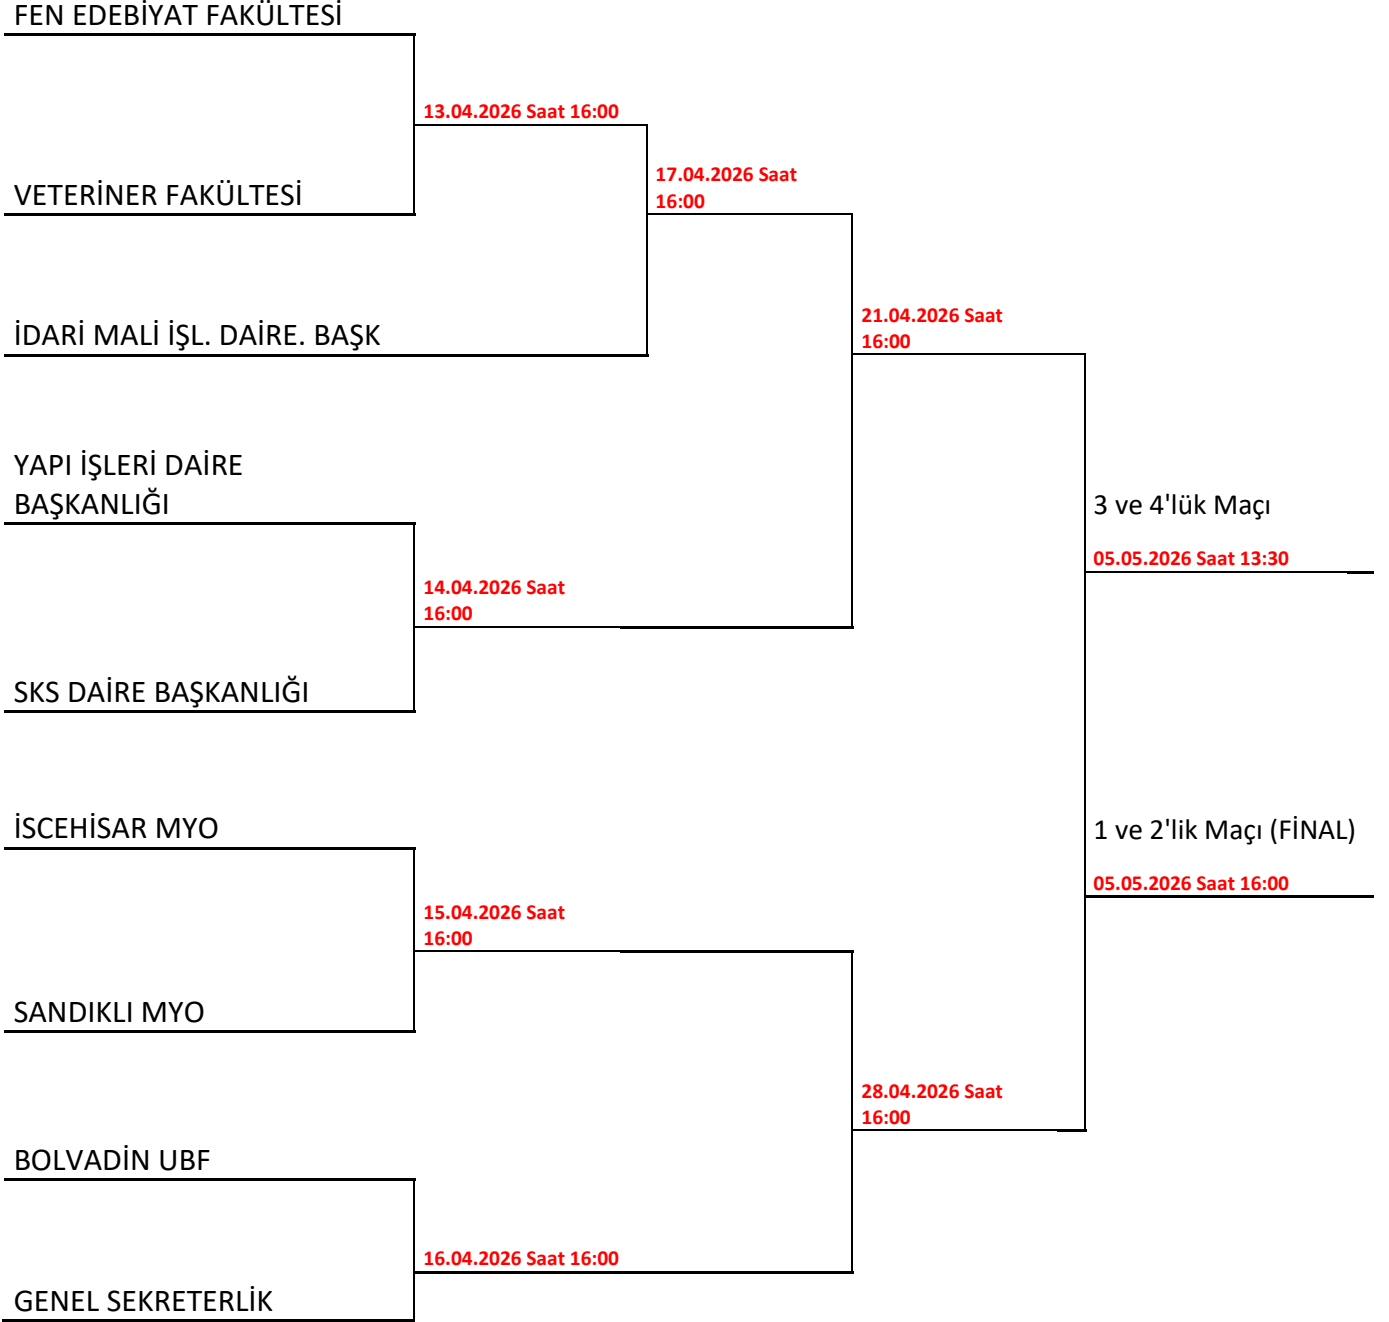 FEN EDEBİYAT FAKÜLTESİ
13.04.2026 Saat 16:00
VETERİNER FAKÜLTESİ
17.04.2026 Saat
16:00
İDARİ MALİ İŞL. DAİRE. BAŞK
21.04.2026 Saat
16:00
YAPI İŞLERİ DAİRE
BAŞKANLIĞI
3 ve 4'lük Maçı
05.05.2026 Saat 13:30
14.04.2026 Saat
16:00
SKS DAİRE BAŞKANLIĞI
İSCEHİSAR MYO
1 ve 2'lik Maçı (FİNAL)
05.05.2026 Saat 16:00
15.04.2026 Saat
16:00
SANDIKLI MYO
28.04.2026 Saat
16:00
BOLVADİN UBF
16.04.2026 Saat 16:00
GENEL SEKRETERLİK